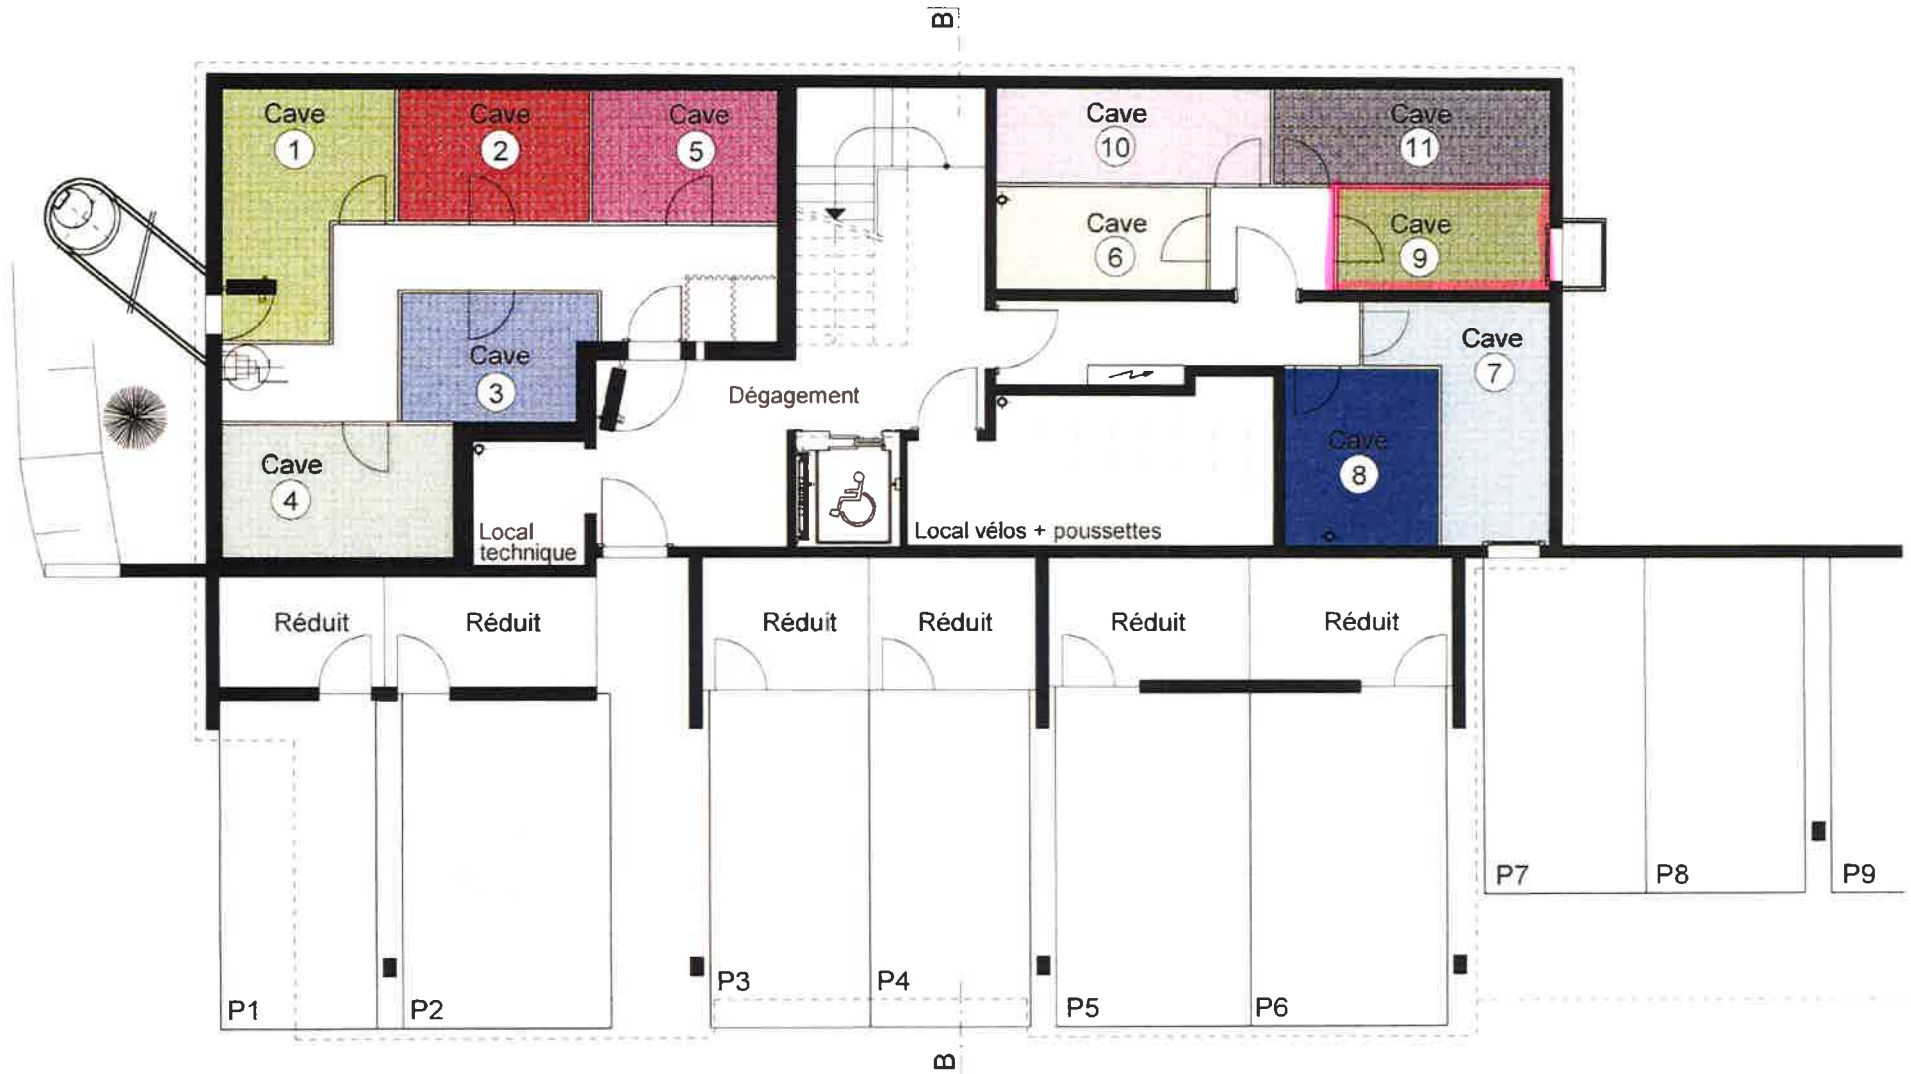 B
Cave
1
Cave
2
Cave
5
Cave
10
Cave
11
Cave
6
Cave
9
Cave
3
Cave
7
Dégagement
Cave
4
Cave
8
Local
technique
Local vélos + poussettes
Réduit
Réduit
Réduit
Réduit
Réduit
Réduit
P7
P8
P9
P3
P4
P1
P2
P5
P6
B